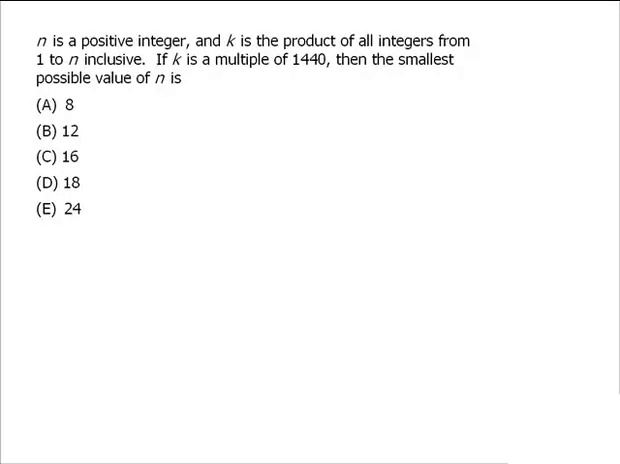 n is a positive integer, and k is the product of all integers from
1 to n inclusive.  If k is a multiple of 1440, then the smallest
possible value of n is
(A)  8
(B) 12
(C) 16
(D) 18
(E)  24